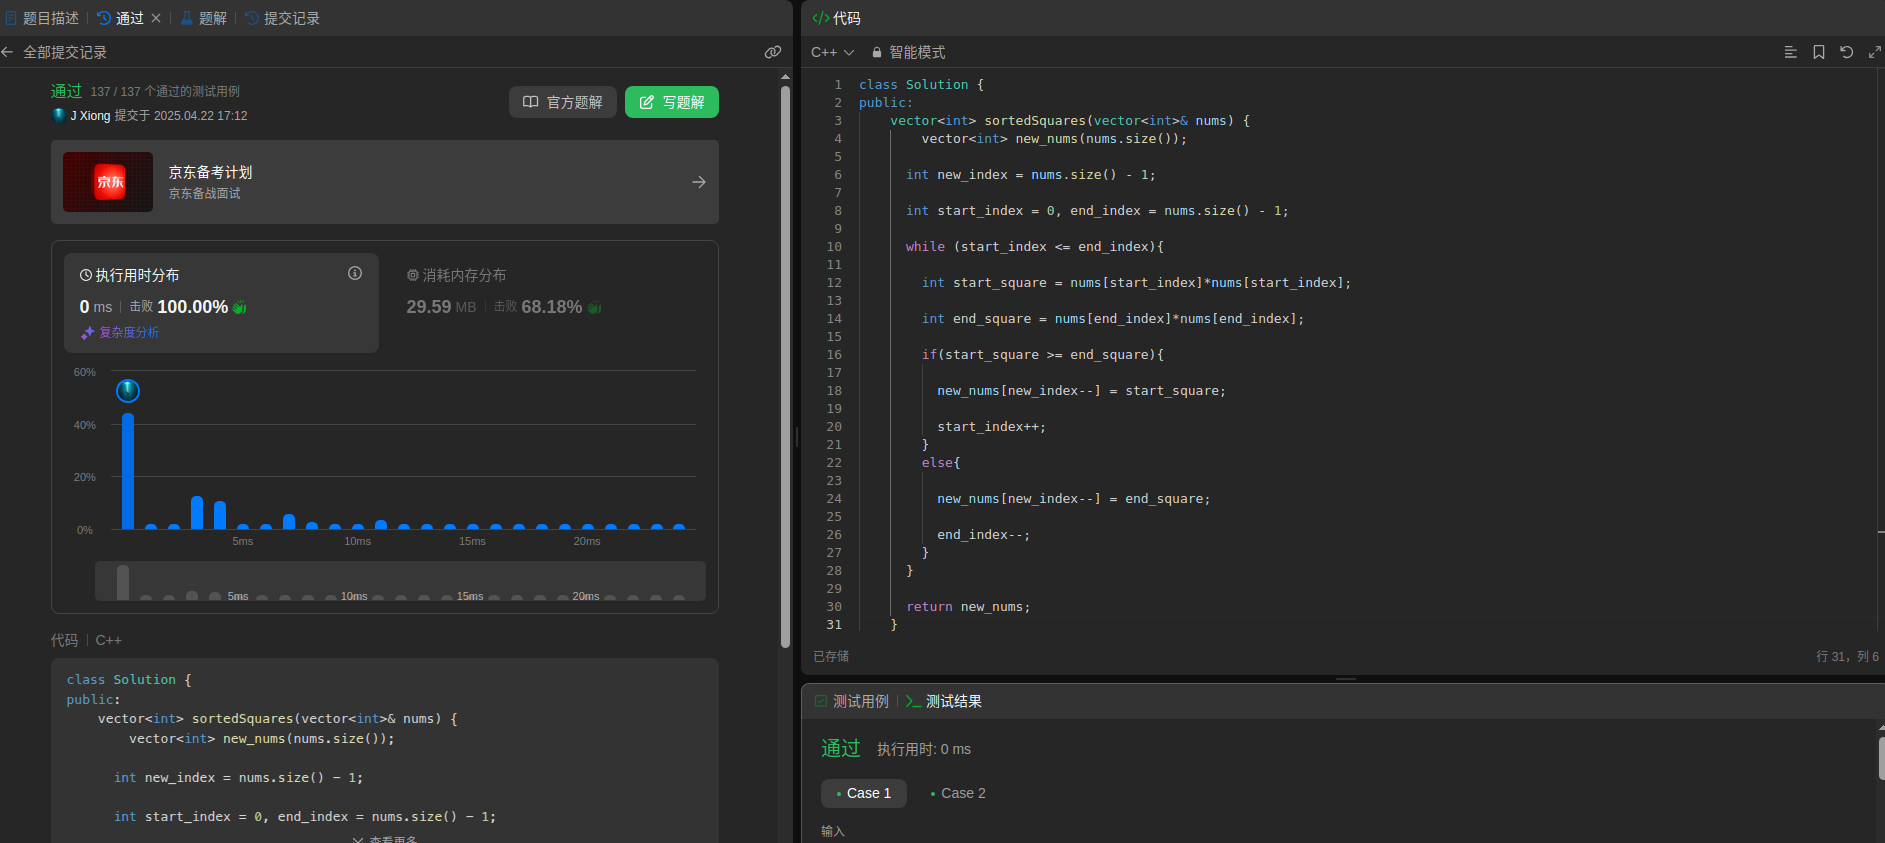 题目描述 通过 题解 提交记录
全部提交记录
通过 137 / 137 个通过的测试用例
J Xiong 提交于 2025.04.22 17:12
官方题解 写题解
京东
京东备考计划
京东备战面试
执行用时分布
0 ms 击败 100.00%
复杂度分析
消耗内存分布
29.59 MB 击败 68.18%
60%
40%
20%
0%
5ms 10ms 15ms 20ms
5ms 10ms 15ms 20ms
代码 C++
class Solution {
public:
    vector<int> sortedSquares(vector<int>& nums) {
        vector<int> new_nums(nums.size());
      int new_index = nums.size() - 1;
      int start_index = 0, end_index = nums.size() - 1;
查看更多
</> 代码
C++ 智能模式
1 class Solution {
2 public:
3     vector<int> sortedSquares(vector<int>& nums) {
4         vector<int> new_nums(nums.size());
5
6       int new_index = nums.size() - 1;
7
8       int start_index = 0, end_index = nums.size() - 1;
9
10       while (start_index <= end_index){
11
12         int start_square = nums[start_index]*nums[start_index];
13
14         int end_square = nums[end_index]*nums[end_index];
15
16         if(start_square >= end_square){
17
18           new_nums[new_index--] = start_square;
19
20           start_index++;
21         }
22         else{
23
24           new_nums[new_index--] = end_square;
25
26           end_index--;
27         }
28       }
29
30       return new_nums;
31     }
已存储 行 31，列 6
测试用例 >_ 测试结果
通过 执行用时: 0 ms
Case 1 Case 2
输入